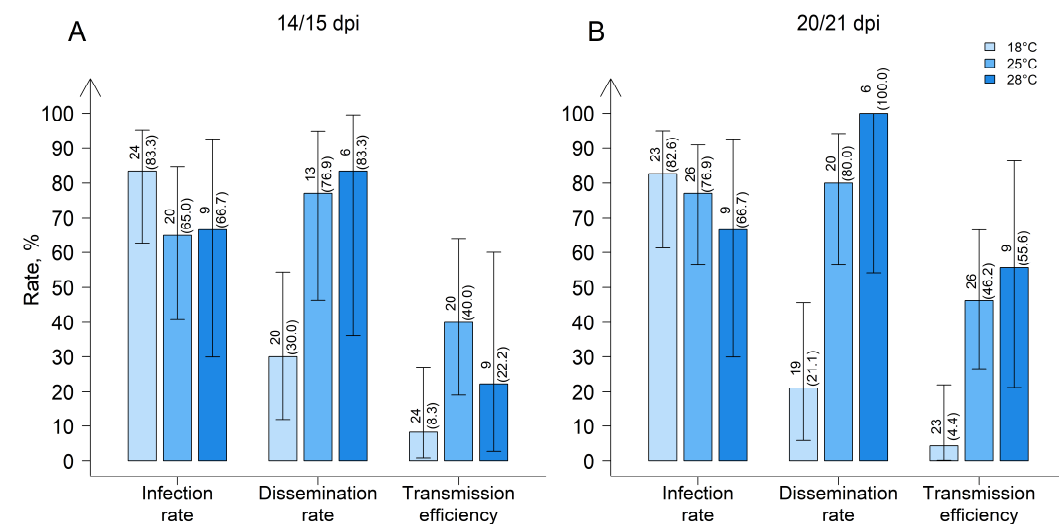 A
14/15 dpi
B
20/21 dpi
18°C
25°C
28°C
Rate, %
100
90
80
70
60
50
40
30
20
10
0
24
(83.3)
20
(65.0)
9
(66.7)
20
(30.0)
13
(76.9)
6
(83.3)
24
(8.3)
20
(40.0)
9
(22.2)
Infection
rate
Dissemination
rate
Transmission
efficiency
100
90
80
70
60
50
40
30
20
10
0
23
(82.6)
26
(76.9)
9
(66.7)
19
(21.1)
20
(80.0)
6
(100.0)
23
(4.4)
26
(46.2)
9
(55.6)
Infection
rate
Dissemination
rate
Transmission
efficiency